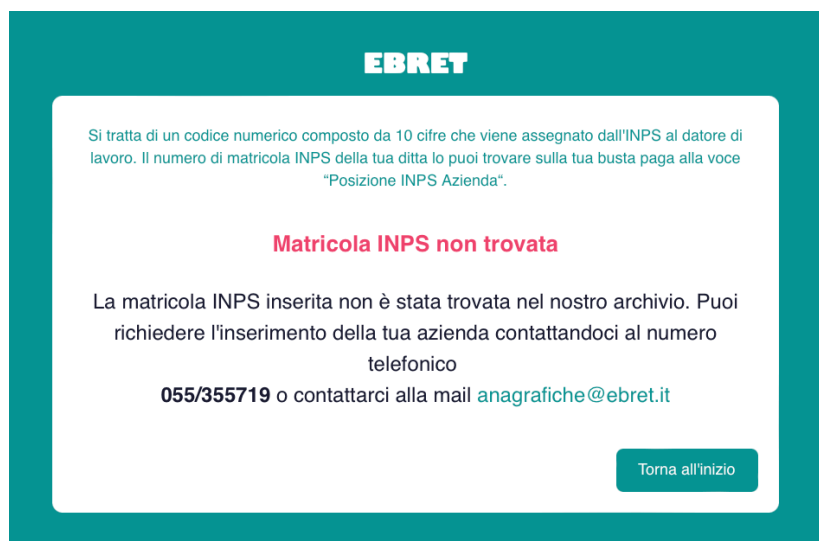 EBRET
Si tratta di un codice numerico composto da 10 cifre che viene assegnato dall'INPS al datore di
lavoro. Il numero di matricola INPS della tua ditta lo puoi trovare sulla tua busta paga alla voce
“Posizione INPS Azienda“.
Matricola INPS non trovata
La matricola INPS inserita non è stata trovata nel nostro archivio. Puoi
richiedere l'inserimento della tua azienda contattandoci al numero
telefonico
055/355719 o contattarci alla mail anagrafiche@ebret.it
Torna all'inizio